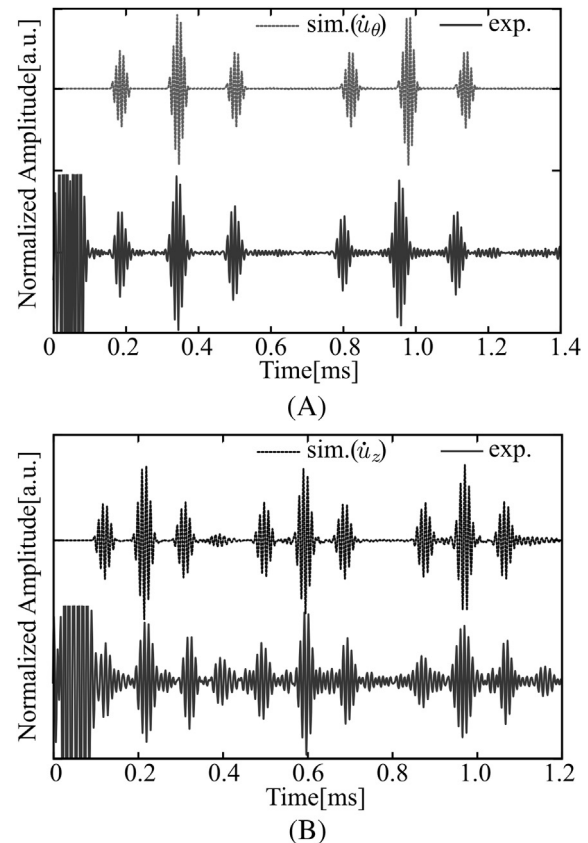 sim.(u̇θ) exp.
Normalized Amplitude[a.u.]
0 0.2 0.4 0.6 0.8 1.0 1.2 1.4
Time[ms]
(A)
sim.(u̇z) exp.
Normalized Amplitude[a.u.]
0 0.2 0.4 0.6 0.8 1.0 1.2
Time[ms]
(B)